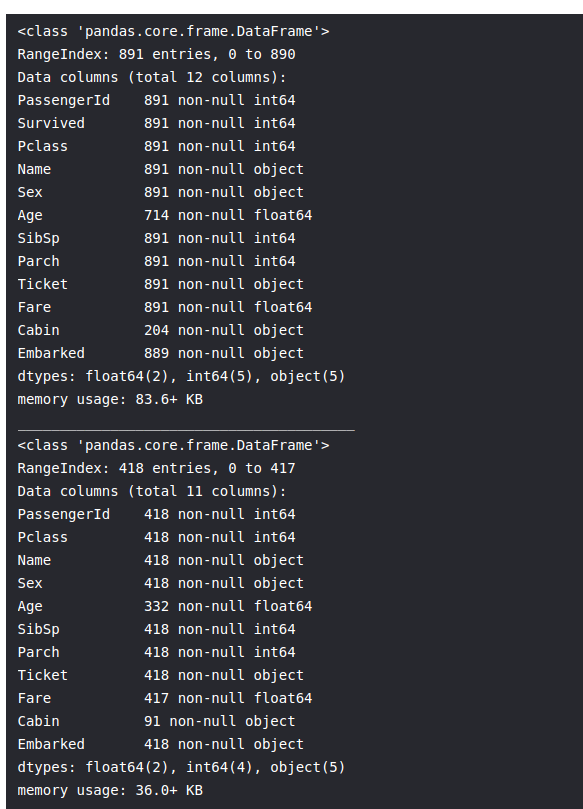 <class 'pandas.core.frame.DataFrame'>
RangeIndex: 891 entries, 0 to 890
Data columns (total 12 columns):
PassengerId    891 non-null int64
Survived       891 non-null int64
Pclass         891 non-null int64
Name           891 non-null object
Sex            891 non-null object
Age            714 non-null float64
SibSp          891 non-null int64
Parch          891 non-null int64
Ticket         891 non-null object
Fare           891 non-null float64
Cabin          204 non-null object
Embarked       889 non-null object
dtypes: float64(2), int64(5), object(5)
memory usage: 83.6+ KB
________________________________________
<class 'pandas.core.frame.DataFrame'>
RangeIndex: 418 entries, 0 to 417
Data columns (total 11 columns):
PassengerId    418 non-null int64
Pclass         418 non-null int64
Name           418 non-null object
Sex            418 non-null object
Age            332 non-null float64
SibSp          418 non-null int64
Parch          418 non-null int64
Ticket         418 non-null object
Fare           417 non-null float64
Cabin          91 non-null object
Embarked       418 non-null object
dtypes: float64(2), int64(4), object(5)
memory usage: 36.0+ KB